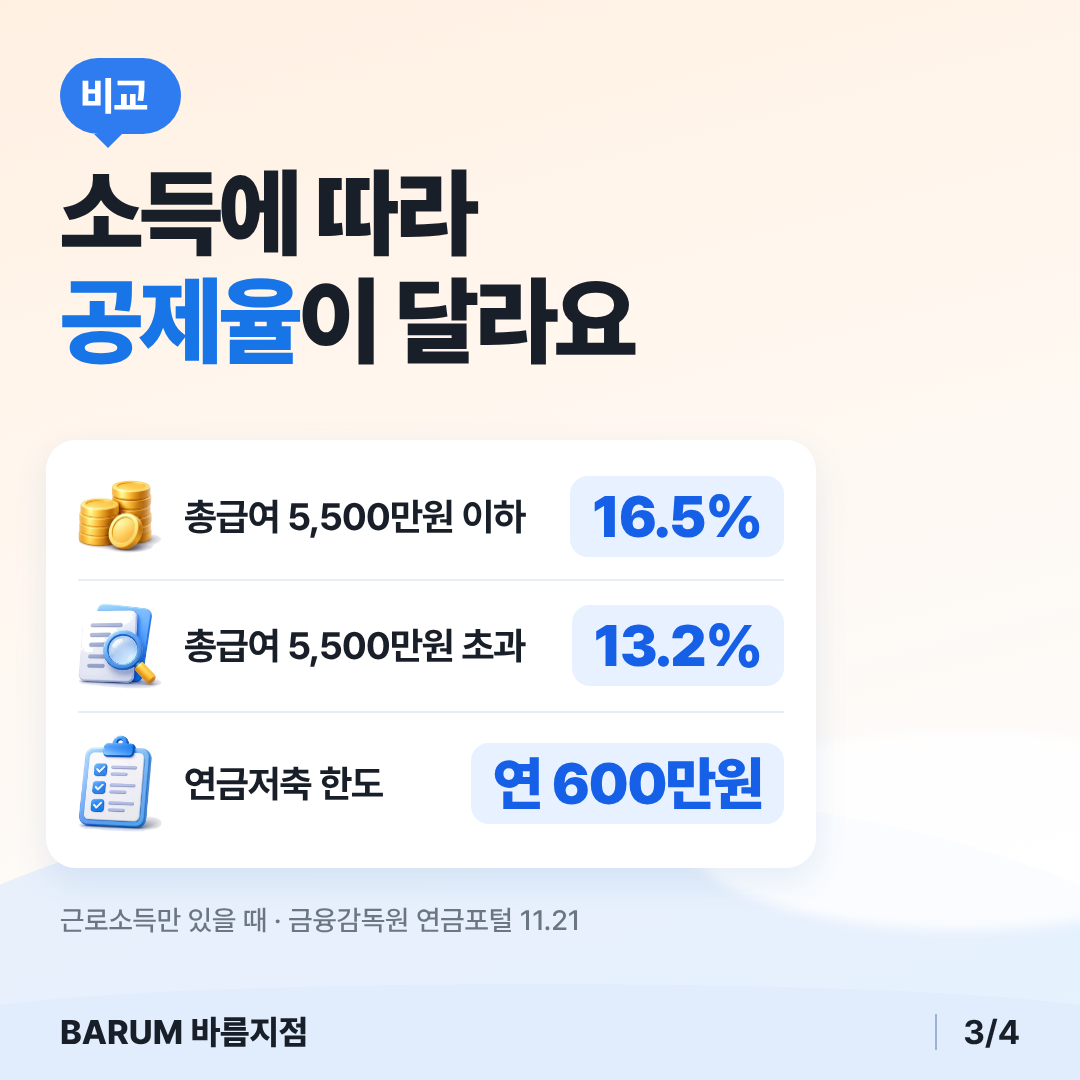 비교
소득에 따라
공제율이 달라요
총급여 5,500만원 이하 16.5%
총급여 5,500만원 초과 13.2%
연금저축 한도 연 600만원
근로소득만 있을 때 · 금융감독원 연금포털 11.21
BARUM 바름지점 3/4